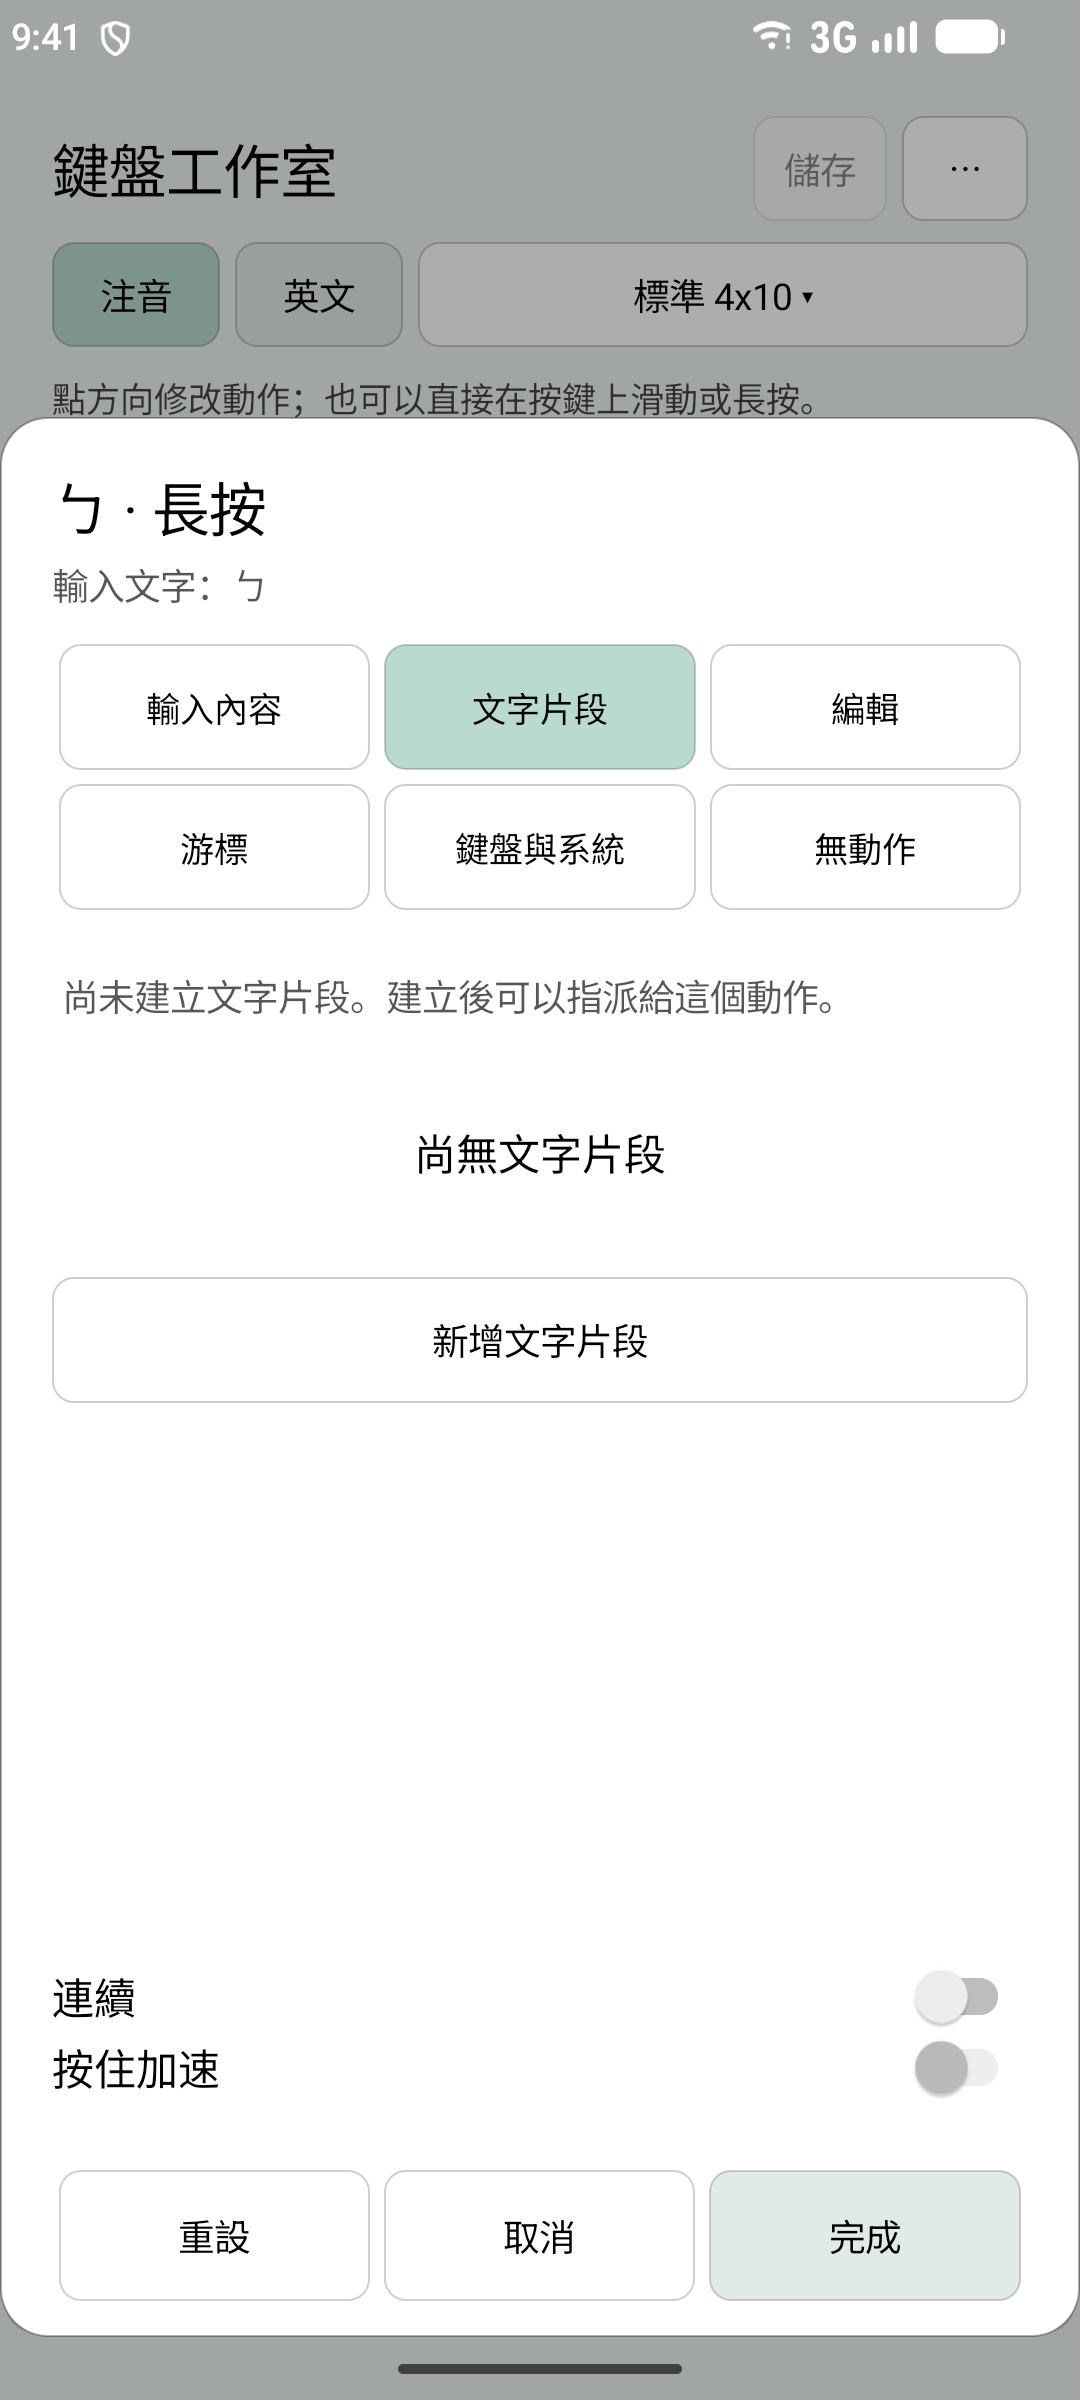 9:41
3G
鍵盤工作室
儲存
...
注音
英文
標準 4x10 ▾
點方向修改動作；也可以直接在按鍵上滑動或長按。
ㄅ · 長按
輸入文字：ㄅ
輸入內容
文字片段
編輯
游標
鍵盤與系統
無動作
尚未建立文字片段。建立後可以指派給這個動作。
尚無文字片段
新增文字片段
連續
按住加速
重設
取消
完成